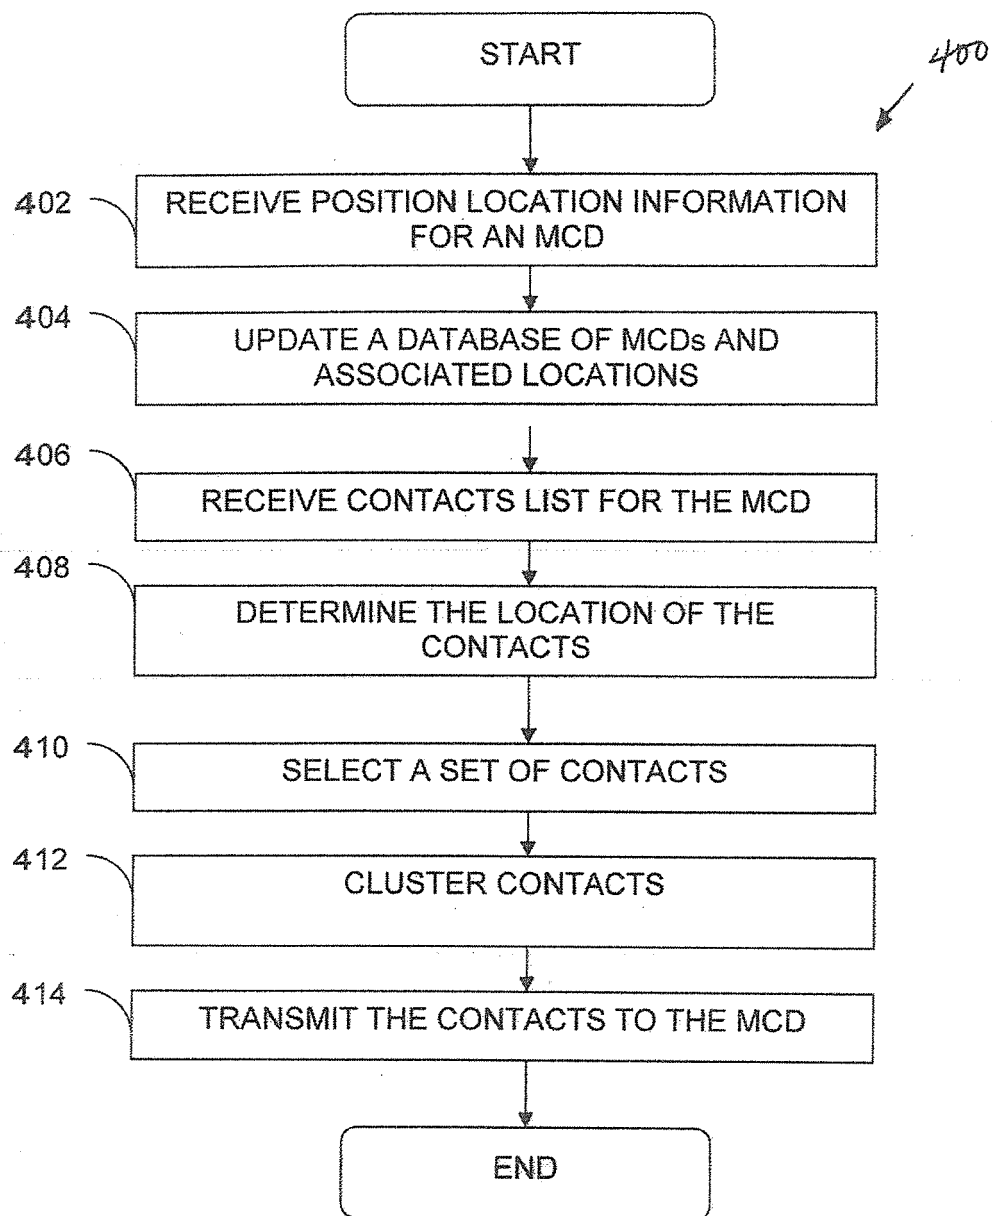 START
400
402
RECEIVE POSITION LOCATION INFORMATION
FOR AN MCD
404
UPDATE A DATABASE OF MCDs AND
ASSOCIATED LOCATIONS
406
RECEIVE CONTACTS LIST FOR THE MCD
408
DETERMINE THE LOCATION OF THE
CONTACTS
410
SELECT A SET OF CONTACTS
412
CLUSTER CONTACTS
414
TRANSMIT THE CONTACTS TO THE MCD
END